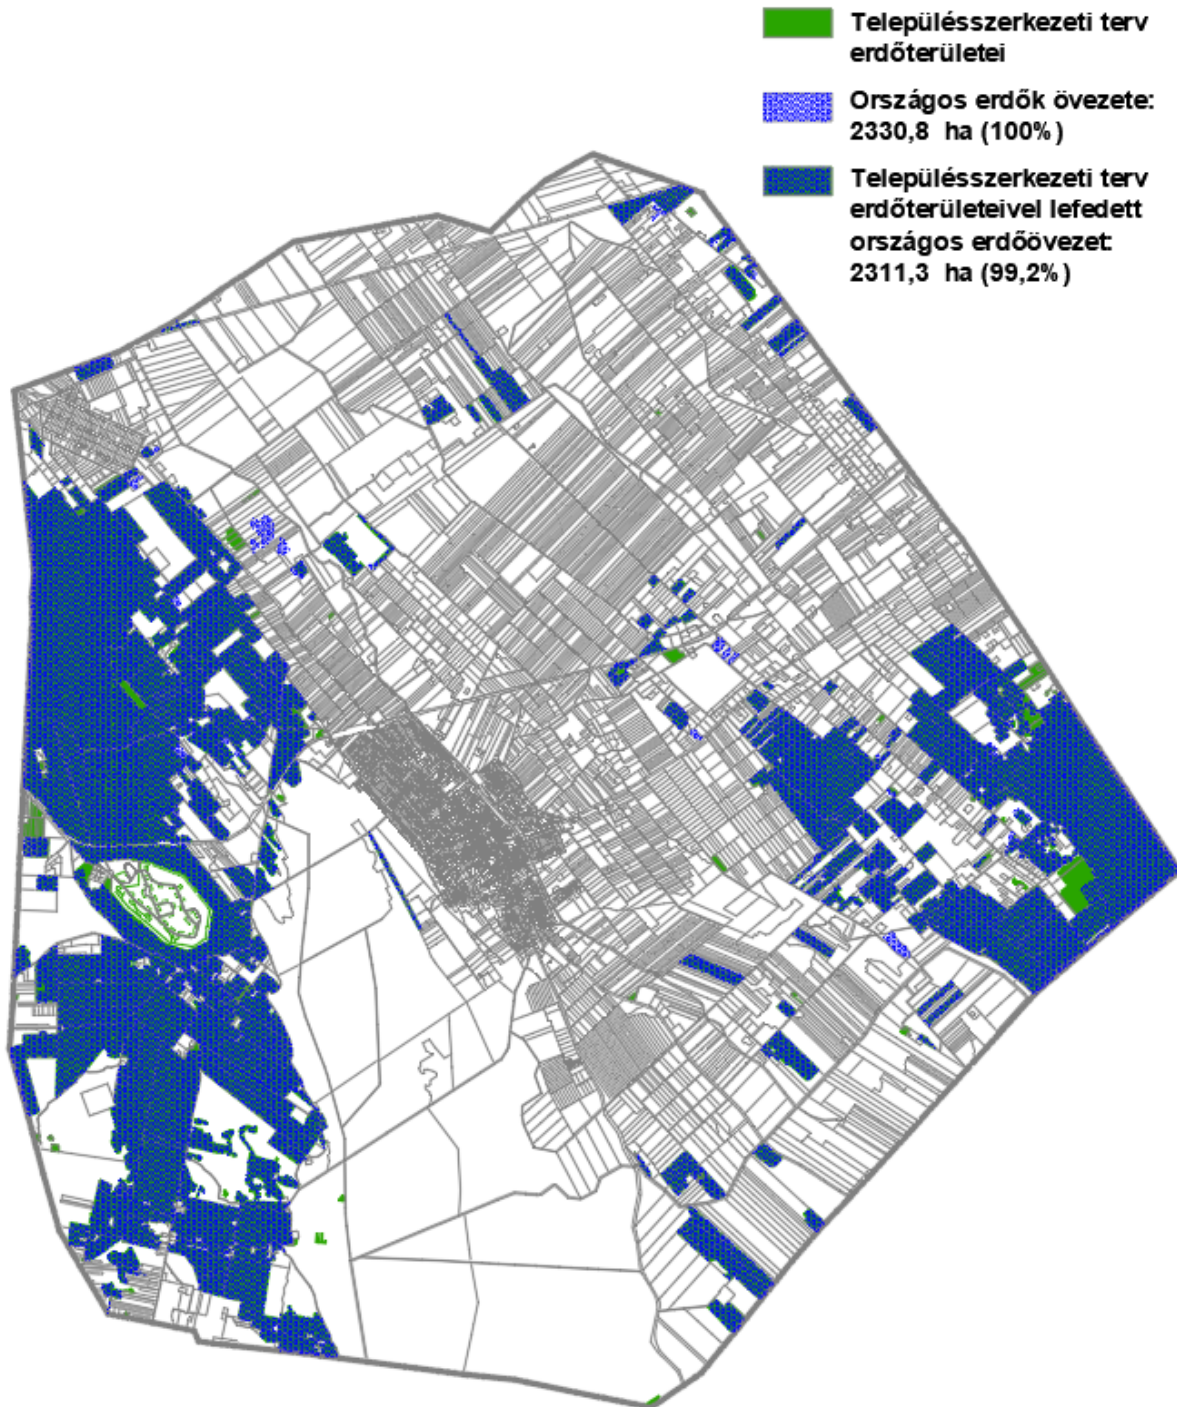 Településszerkezeti terv
erdőterületei
Országos erdők övezete:
2330,8 ha (100%)
Településszerkezeti terv
erdőterületeivel lefedett
országos erdőövezet:
2311,3 ha (99,2%)